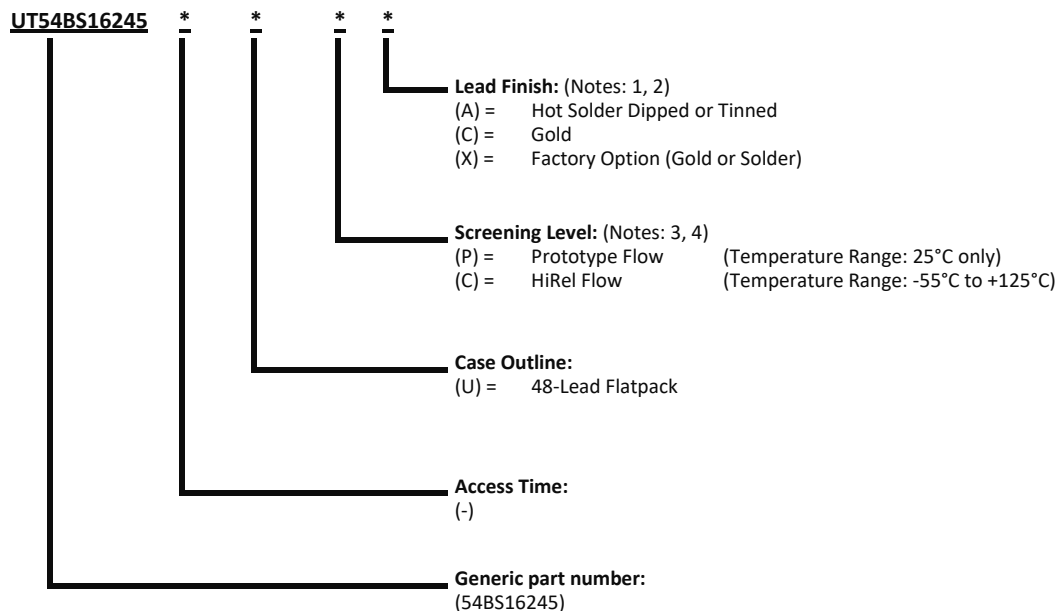 UT54BS16245 * * * *
Lead Finish: (Notes: 1, 2)
(A) = Hot Solder Dipped or Tinned
(C) = Gold
(X) = Factory Option (Gold or Solder)
Screening Level: (Notes: 3, 4)
(P) = Prototype Flow (Temperature Range: 25°C only)
(C) = HiRel Flow (Temperature Range: -55°C to +125°C)
Case Outline:
(U) = 48-Lead Flatpack
Access Time:
(-)
Generic part number:
(54BS16245)